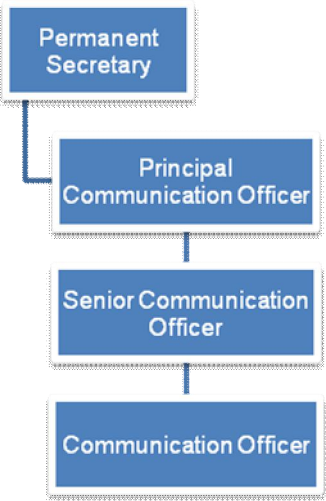 Permanent
Secretary
Principal
Communication Officer
Senior Communication
Officer
Communication Officer